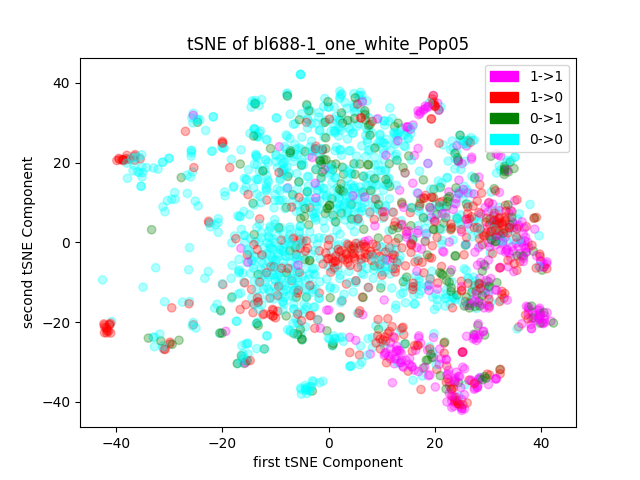 tSNE of bl688-1_one_white_Pop05
1->1
1->0
0->1
0->0
second tSNE Component
40
20
0
−20
−40
−40 −20 0 20 40
first tSNE Component